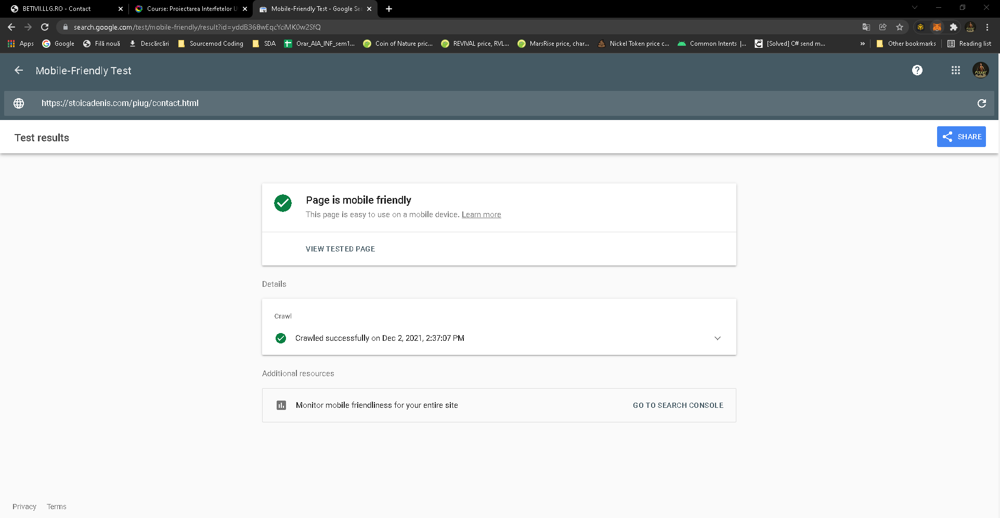 BETIVII.LLG.RO - Contact
Course: Proiectarea Interfetelor U
Mobile-Friendly Test - Google Sea
search.google.com/test/mobile-friendly/result?id=yddB368wEqcYciMK0w2SfQ
Apps Google Filă nouă Descărcări Sourcemod Coding SDA Orar_AIA_INF_sem1... Coin of Nature pric... REVIVAL price, RVL... MarsRise price, char... Nickel Token price c... Common Intents |... [Solved] C# send m... » Other bookmarks Reading list
Mobile-Friendly Test
https://stoicadenis.com/piug/contact.html
Test results
SHARE
Page is mobile friendly
This page is easy to use on a mobile device. Learn more
VIEW TESTED PAGE
Details
Crawl
Crawled successfully on Dec 2, 2021, 2:37:07 PM
Additional resources
Monitor mobile friendliness for your entire site
GO TO SEARCH CONSOLE
Privacy Terms